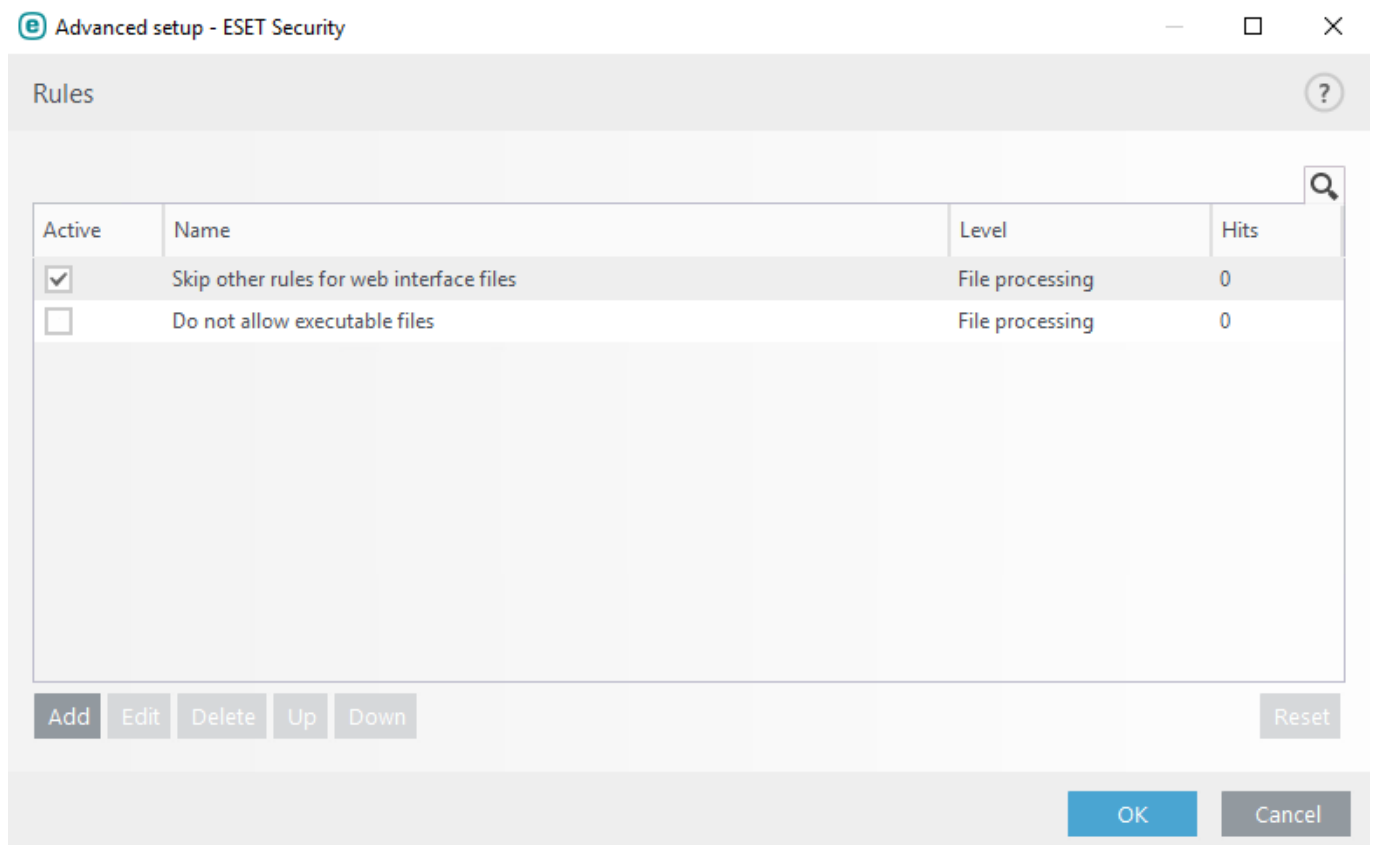 e Advanced setup - ESET Security
Rules ?
Active Name Level Hits
Skip other rules for web interface files File processing 0
Do not allow executable files File processing 0
Add Edit Delete Up Down Reset
OK Cancel